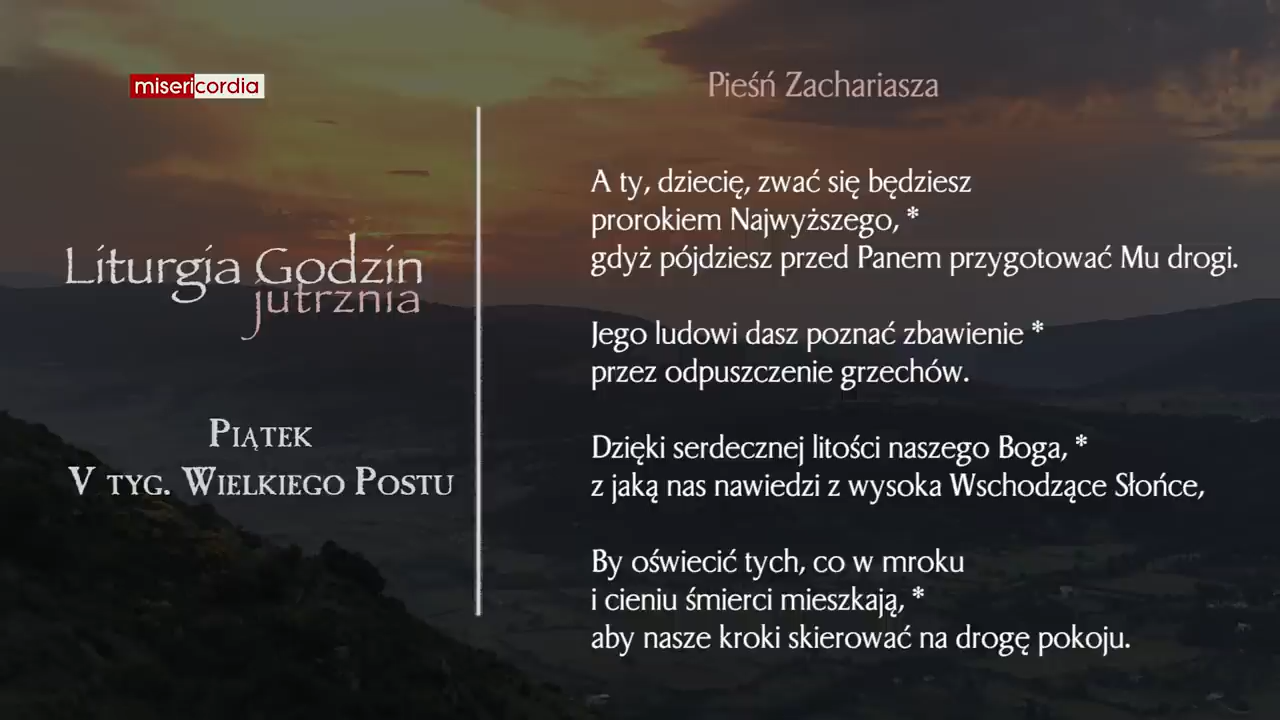 misericordia
Liturgia Godzin
jutrznia
Piątek
V tyg. Wielkiego Postu
Pieśń Zachariasza
A ty, dziecię, zwać się będziesz
prorokiem Najwyższego, *
gdyż pójdziesz przed Panem przygotować Mu drogi.
Jego ludowi dasz poznać zbawienie *
przez odpuszczenie grzechów.
Dzięki serdecznej litości naszego Boga, *
z jaką nas nawiedzi z wysoka Wschodzące Słońce,
By oświecić tych, co w mroku
i cieniu śmierci mieszkają, *
aby nasze kroki skierować na drogę pokoju.